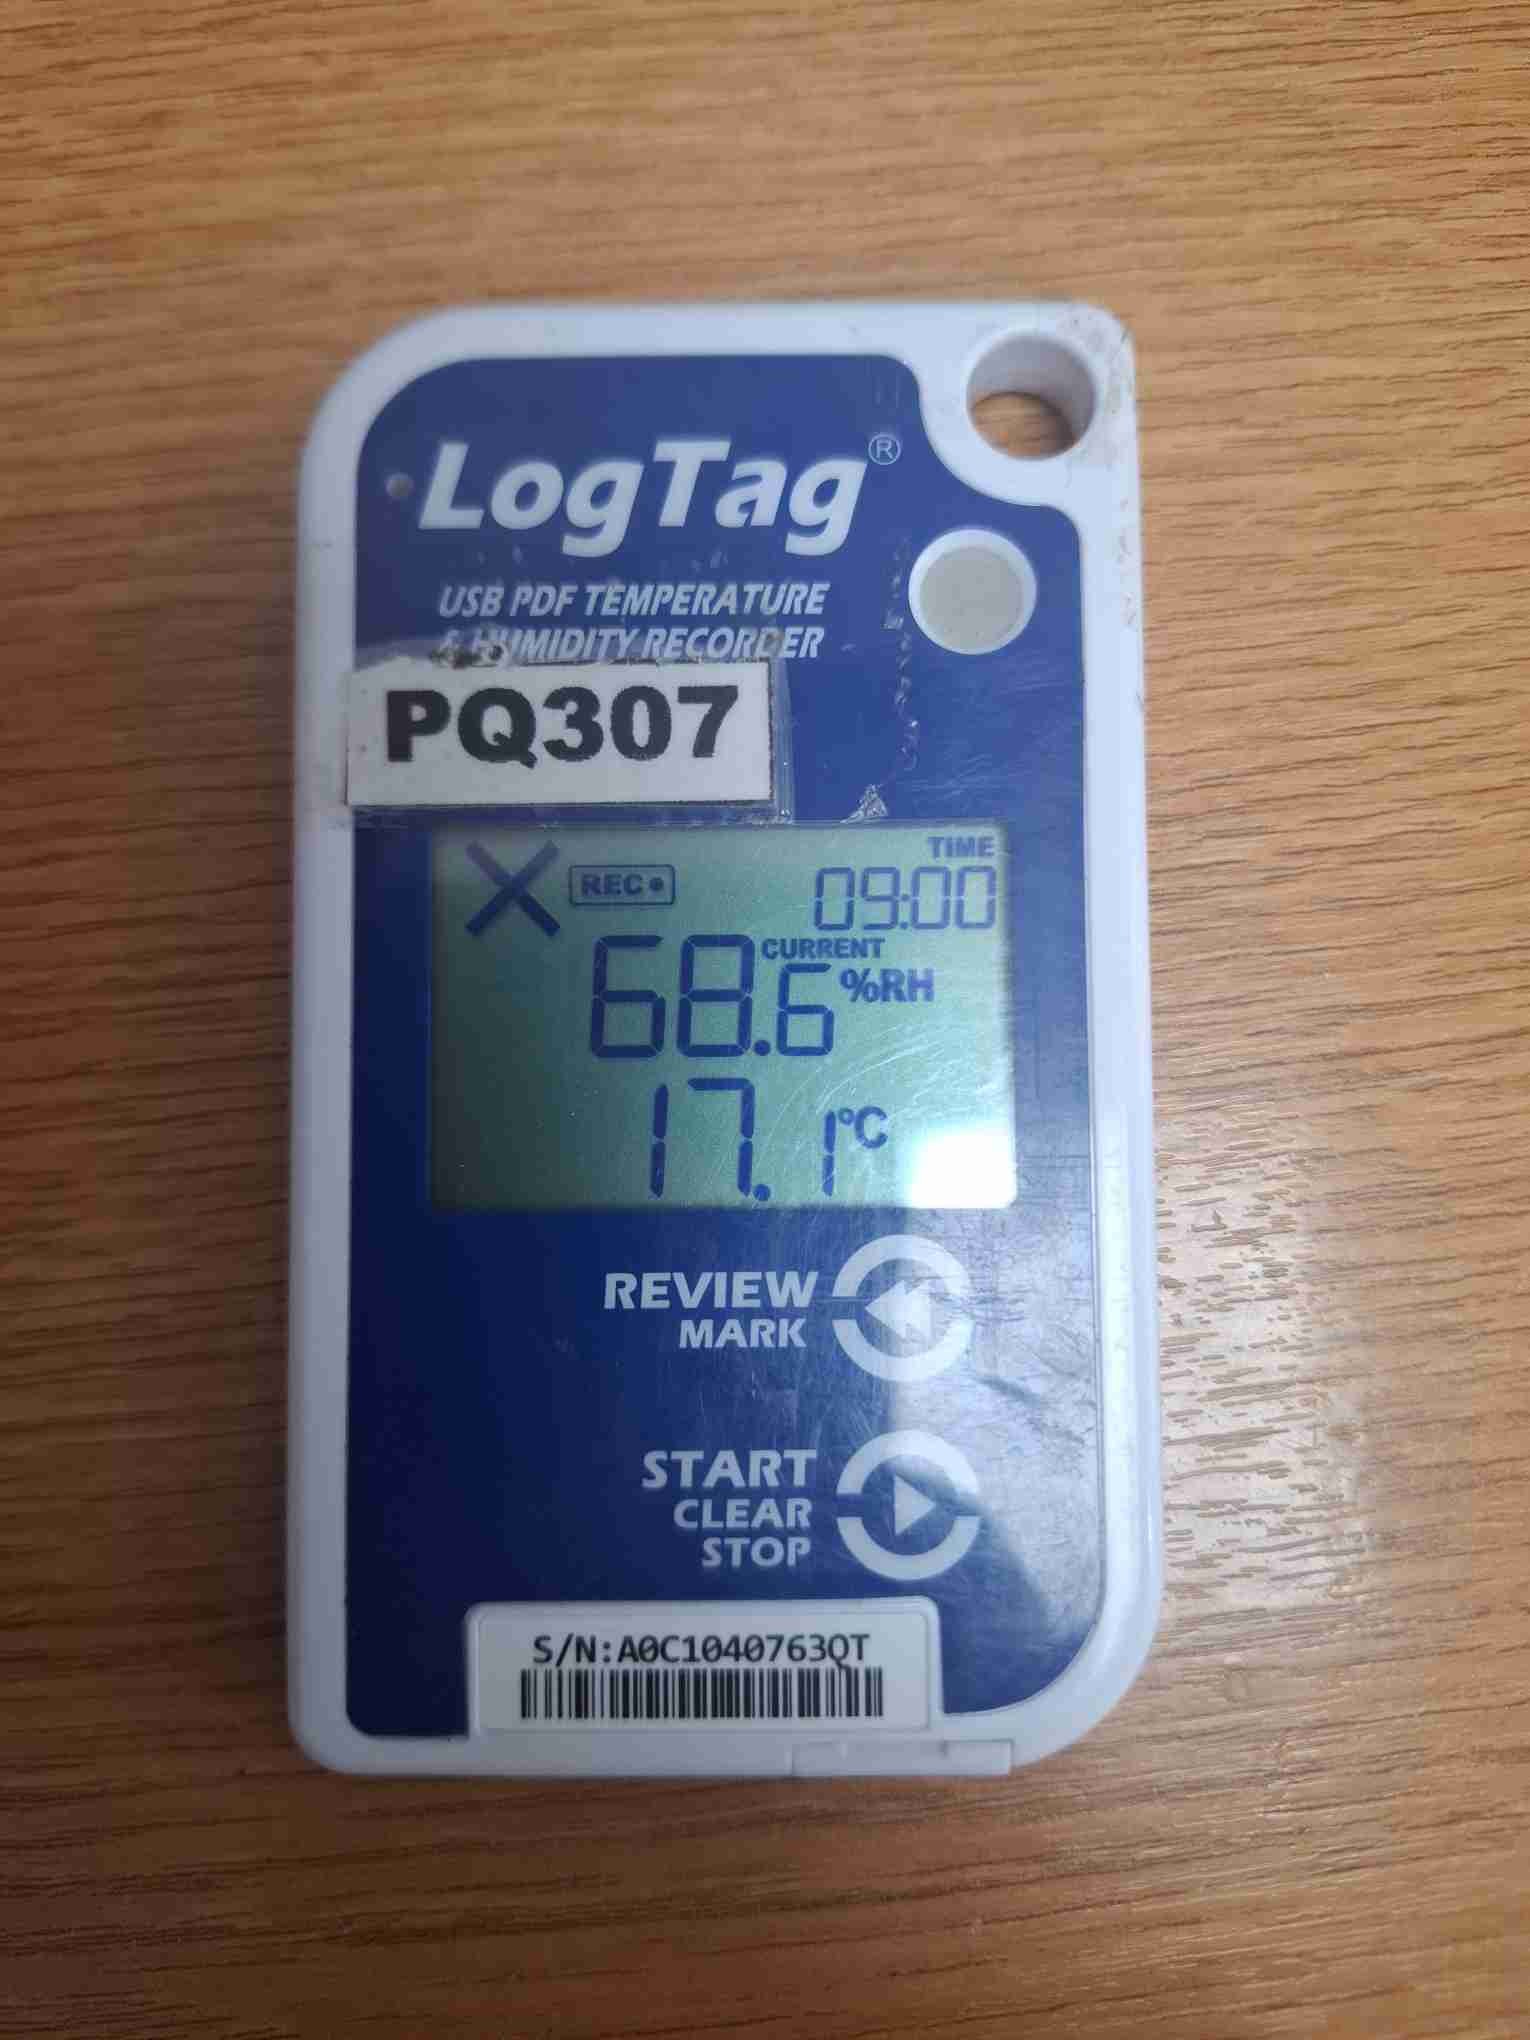 LogTag®
USB PDF TEMPERATURE
& HUMIDITY RECORDER
PQ307
TIME
REC
09:00
CURRENT
68.6 %RH
17.1 °C
REVIEW
MARK
START
CLEAR
STOP
S/N:A0C1040763QT